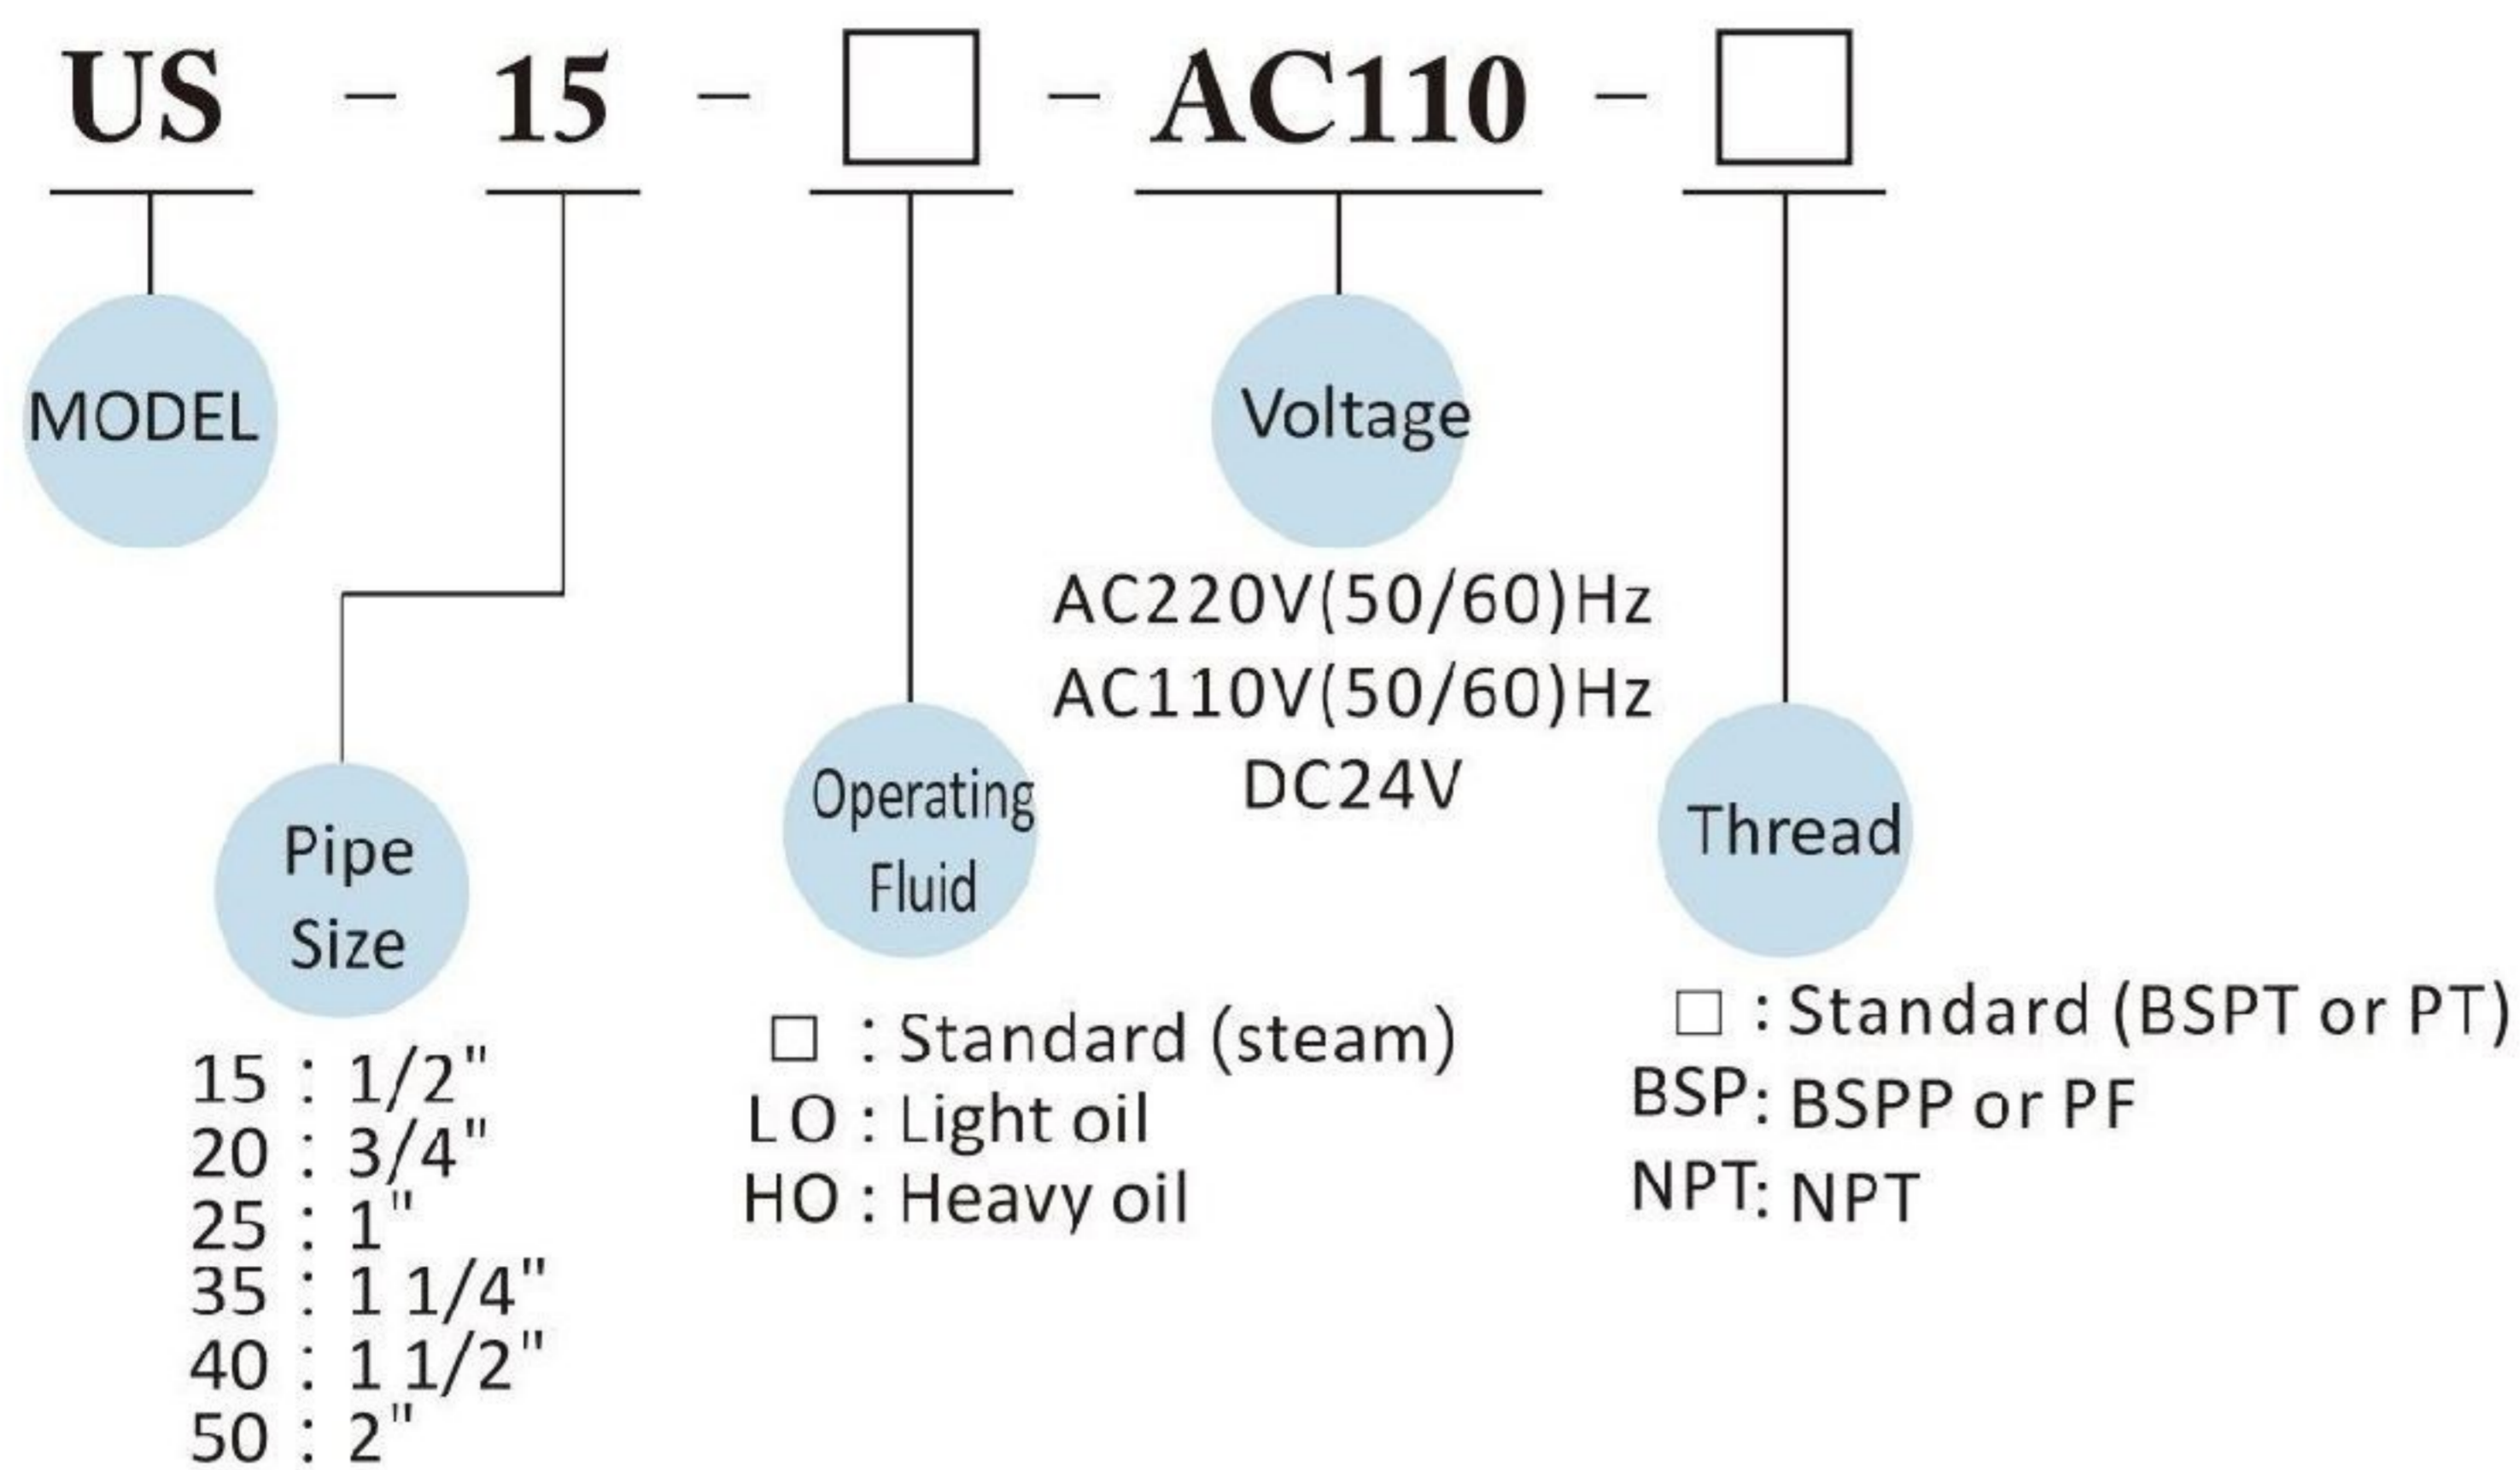 US - 15 - □ - AC110 - □
MODEL
Voltage
AC220V(50/60)Hz
AC110V(50/60)Hz
DC24V
Pipe
Size
15 : 1/2"
20 : 3/4"
25 : 1"
35 : 1 1/4"
40 : 1 1/2"
50 : 2"
Operating
Fluid
□ : Standard (steam)
LO : Light oil
HO : Heavy oil
Thread
□ : Standard (BSPT or PT)
BSP: BSPP or PF
NPT: NPT